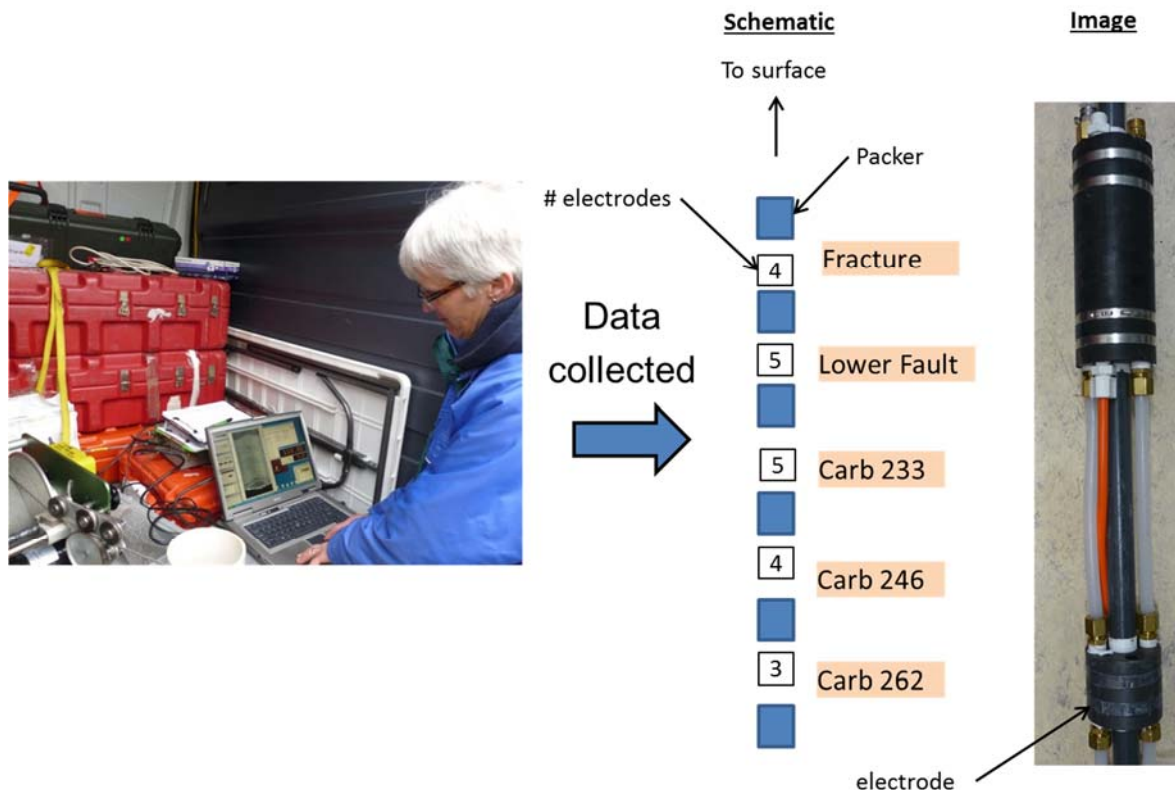 Schematic
Image
To surface
Packer
# electrodes
4
Fracture
Data
collected
5
Lower Fault
5
Carb 233
4
Carb 246
3
Carb 262
electrode